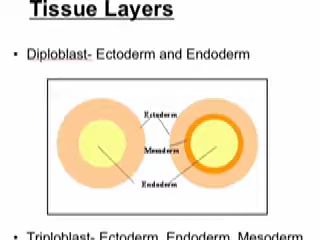 Tissue Layers
• Diploblast- Ectoderm and Endoderm
Ectoderm
Mesoderm
Endoderm
• Triploblast- Ectoderm, Endoderm, Mesoderm